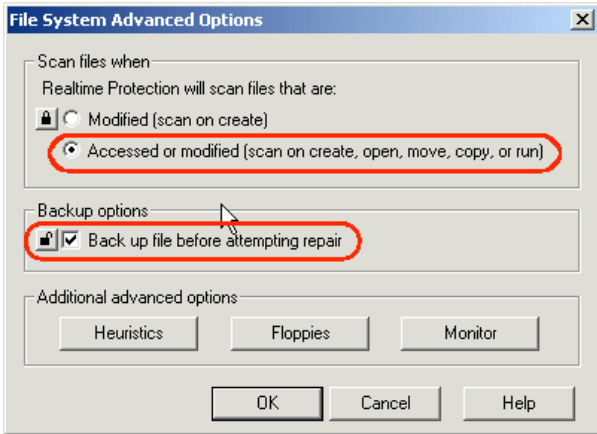 File System Advanced Options
Scan files when
Realtime Protection will scan files that are:
Modified (scan on create)
Accessed or modified (scan on create, open, move, copy, or run)
Backup options
Back up file before attempting repair
Additional advanced options
Heuristics Floppies Monitor
OK Cancel Help